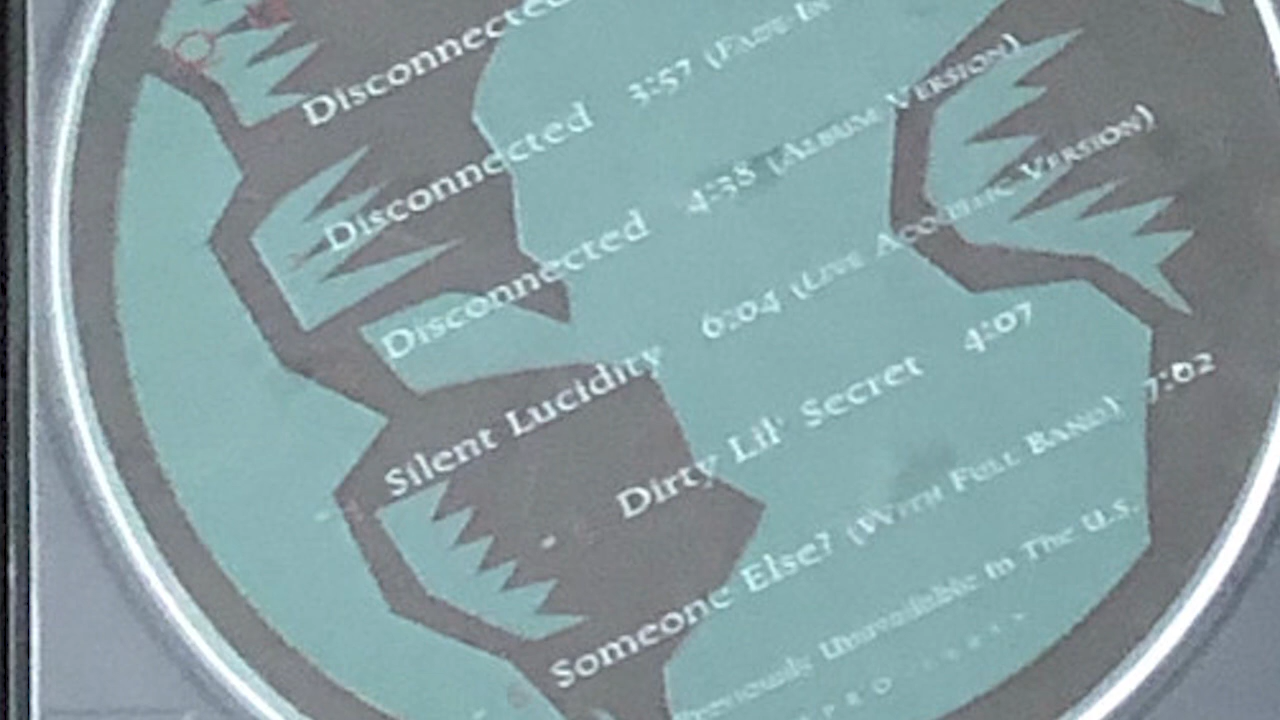 Disconnected
Disconnected 3:57 (Fade In
Disconnected 4:38 (Album Version)
Silent Lucidity 6:04 (Live Acoustic Version)
Dirty Lil' Secret 4:07
Someone Else? (With Full Band) 7:02
Previously Unavailable In The U.S.
PRO